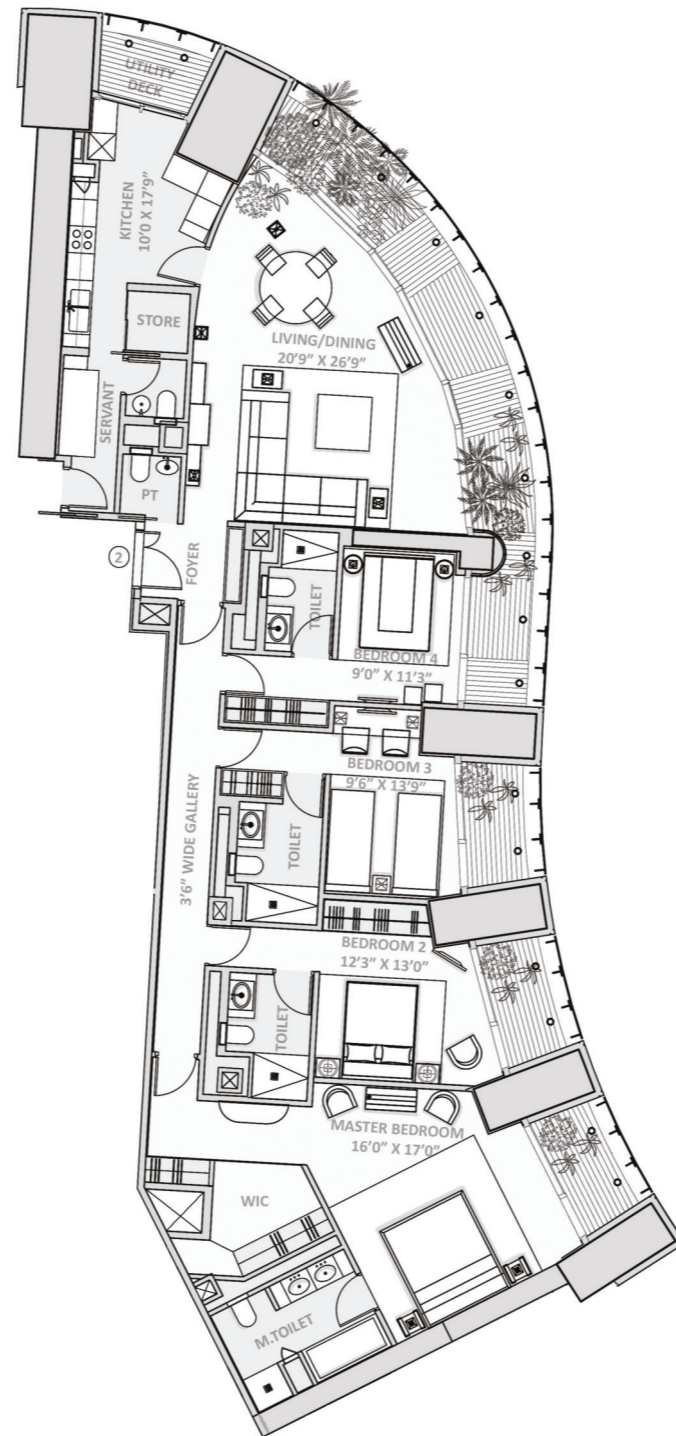 UTILITY
DECK
KITCHEN
10'0 X 17'9"
STORE
LIVING/DINING
20'9" X 26'9"
SERVANT
PT
2
FOYER
TOILET
BEDROOM 4
9'0" X 11'3"
BEDROOM 3
9'6" X 13'9"
3'6" WIDE GALLERY
TOILET
BEDROOM 2
12'3" X 13'0"
TOILET
MASTER BEDROOM
16'0" X 17'0"
WIC
M.TOILET